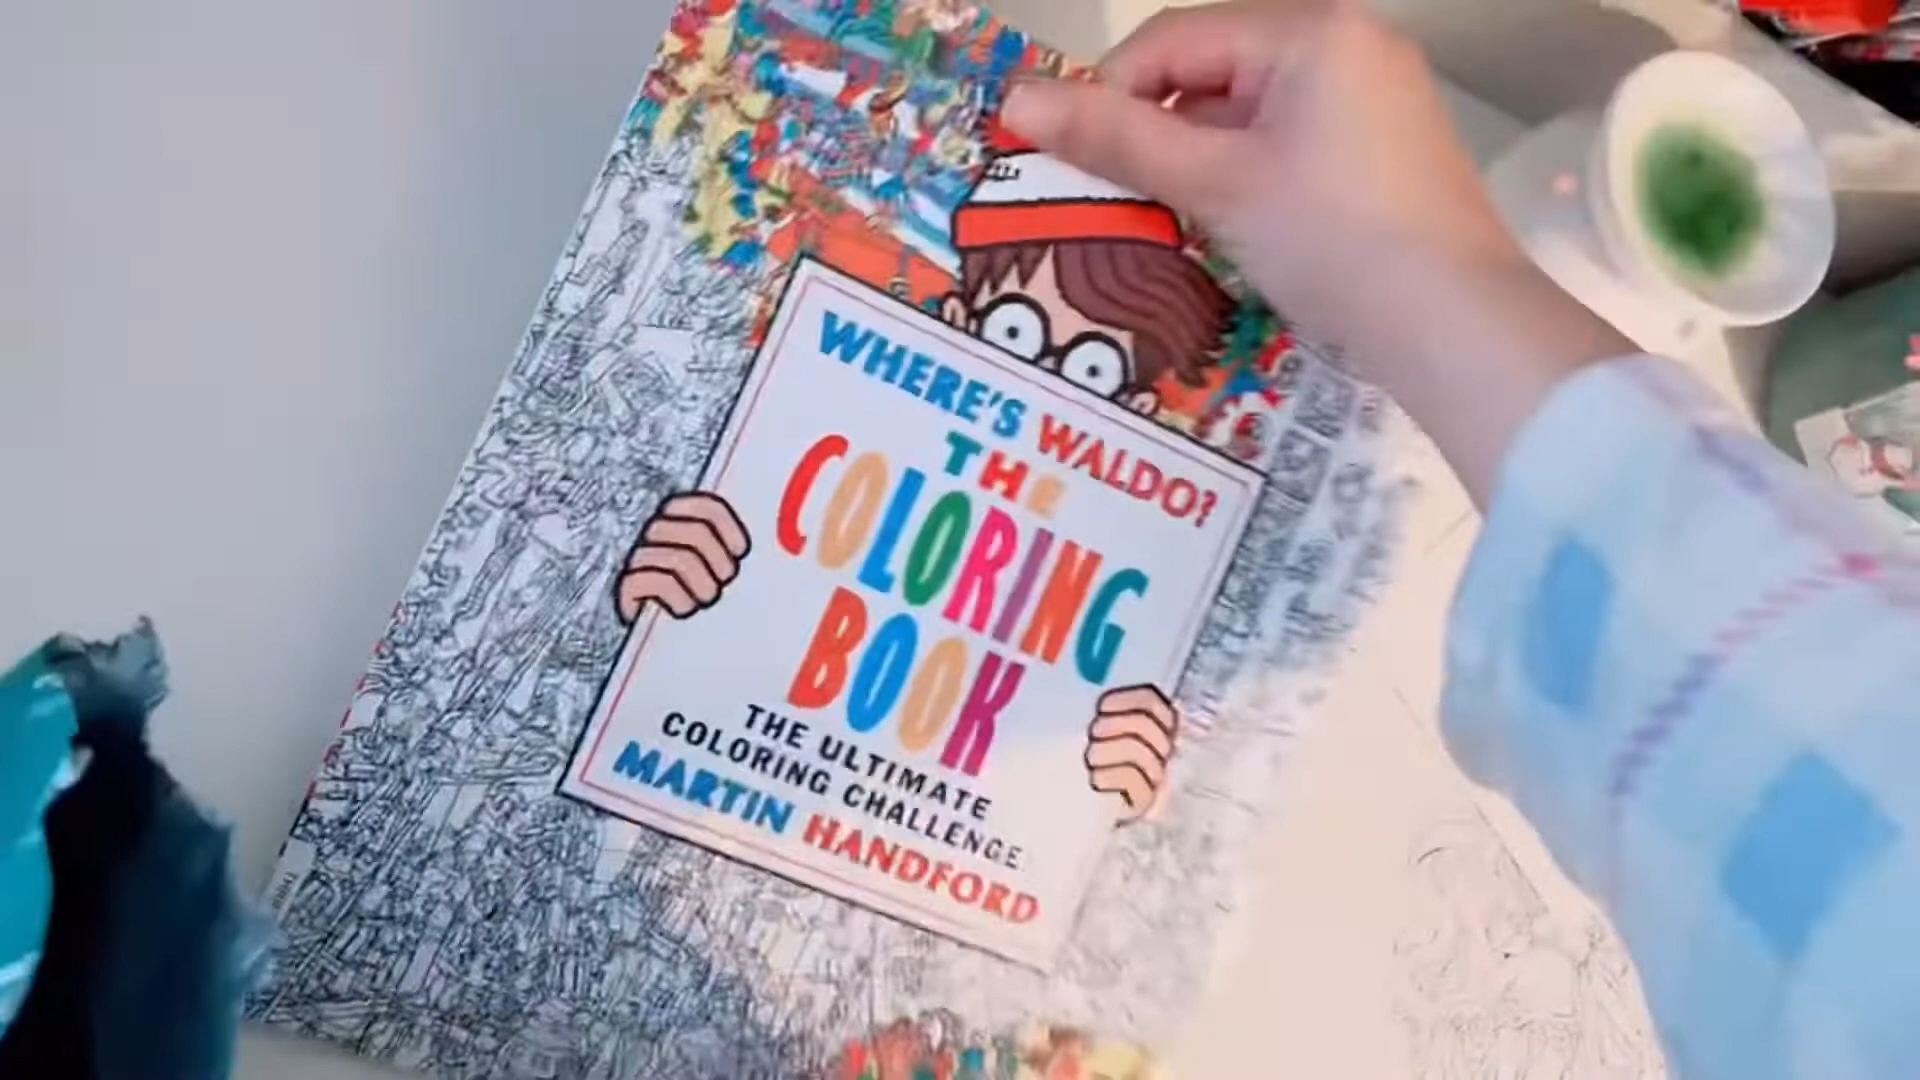 WHERE'S WALDO?
THE
COLORING
BOOK
THE ULTIMATE
COLORING CHALLENGE
MARTIN HANDFORD